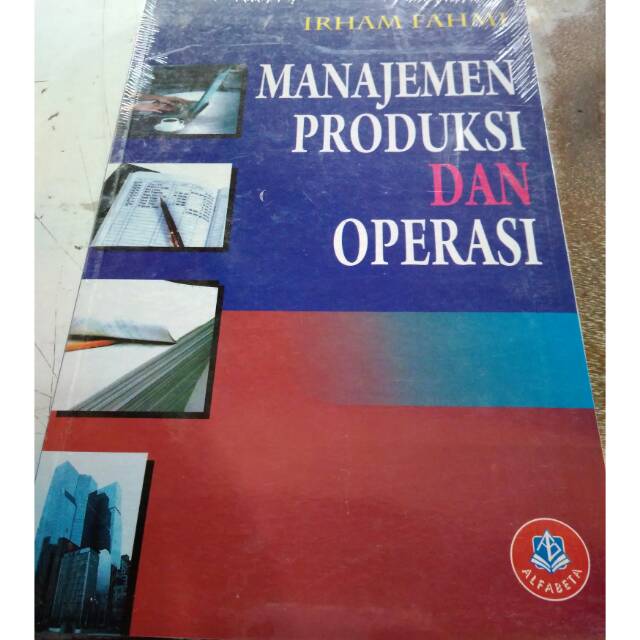 IRHAM FAHMI
MANAJEMEN
PRODUKSI
DAN
OPERASI
ALFABETA